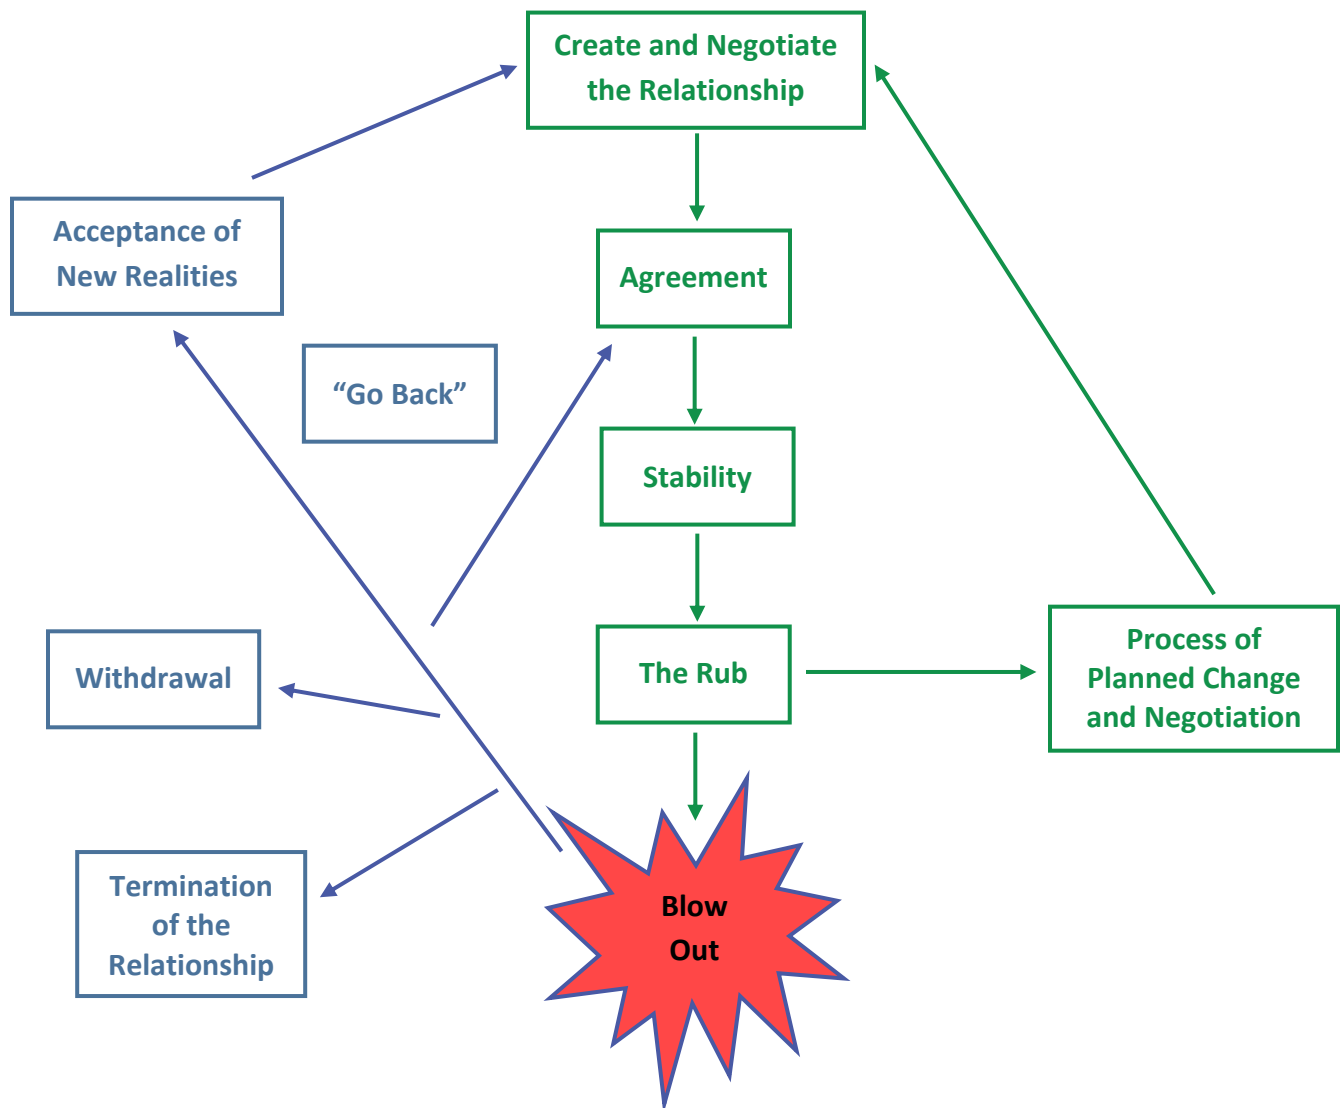 Create and Negotiate
the Relationship
Acceptance of
New Realities
Agreement
“Go Back”
Stability
Withdrawal
The Rub
Process of
Planned Change
and Negotiation
Termination
of the
Relationship
Blow
Out